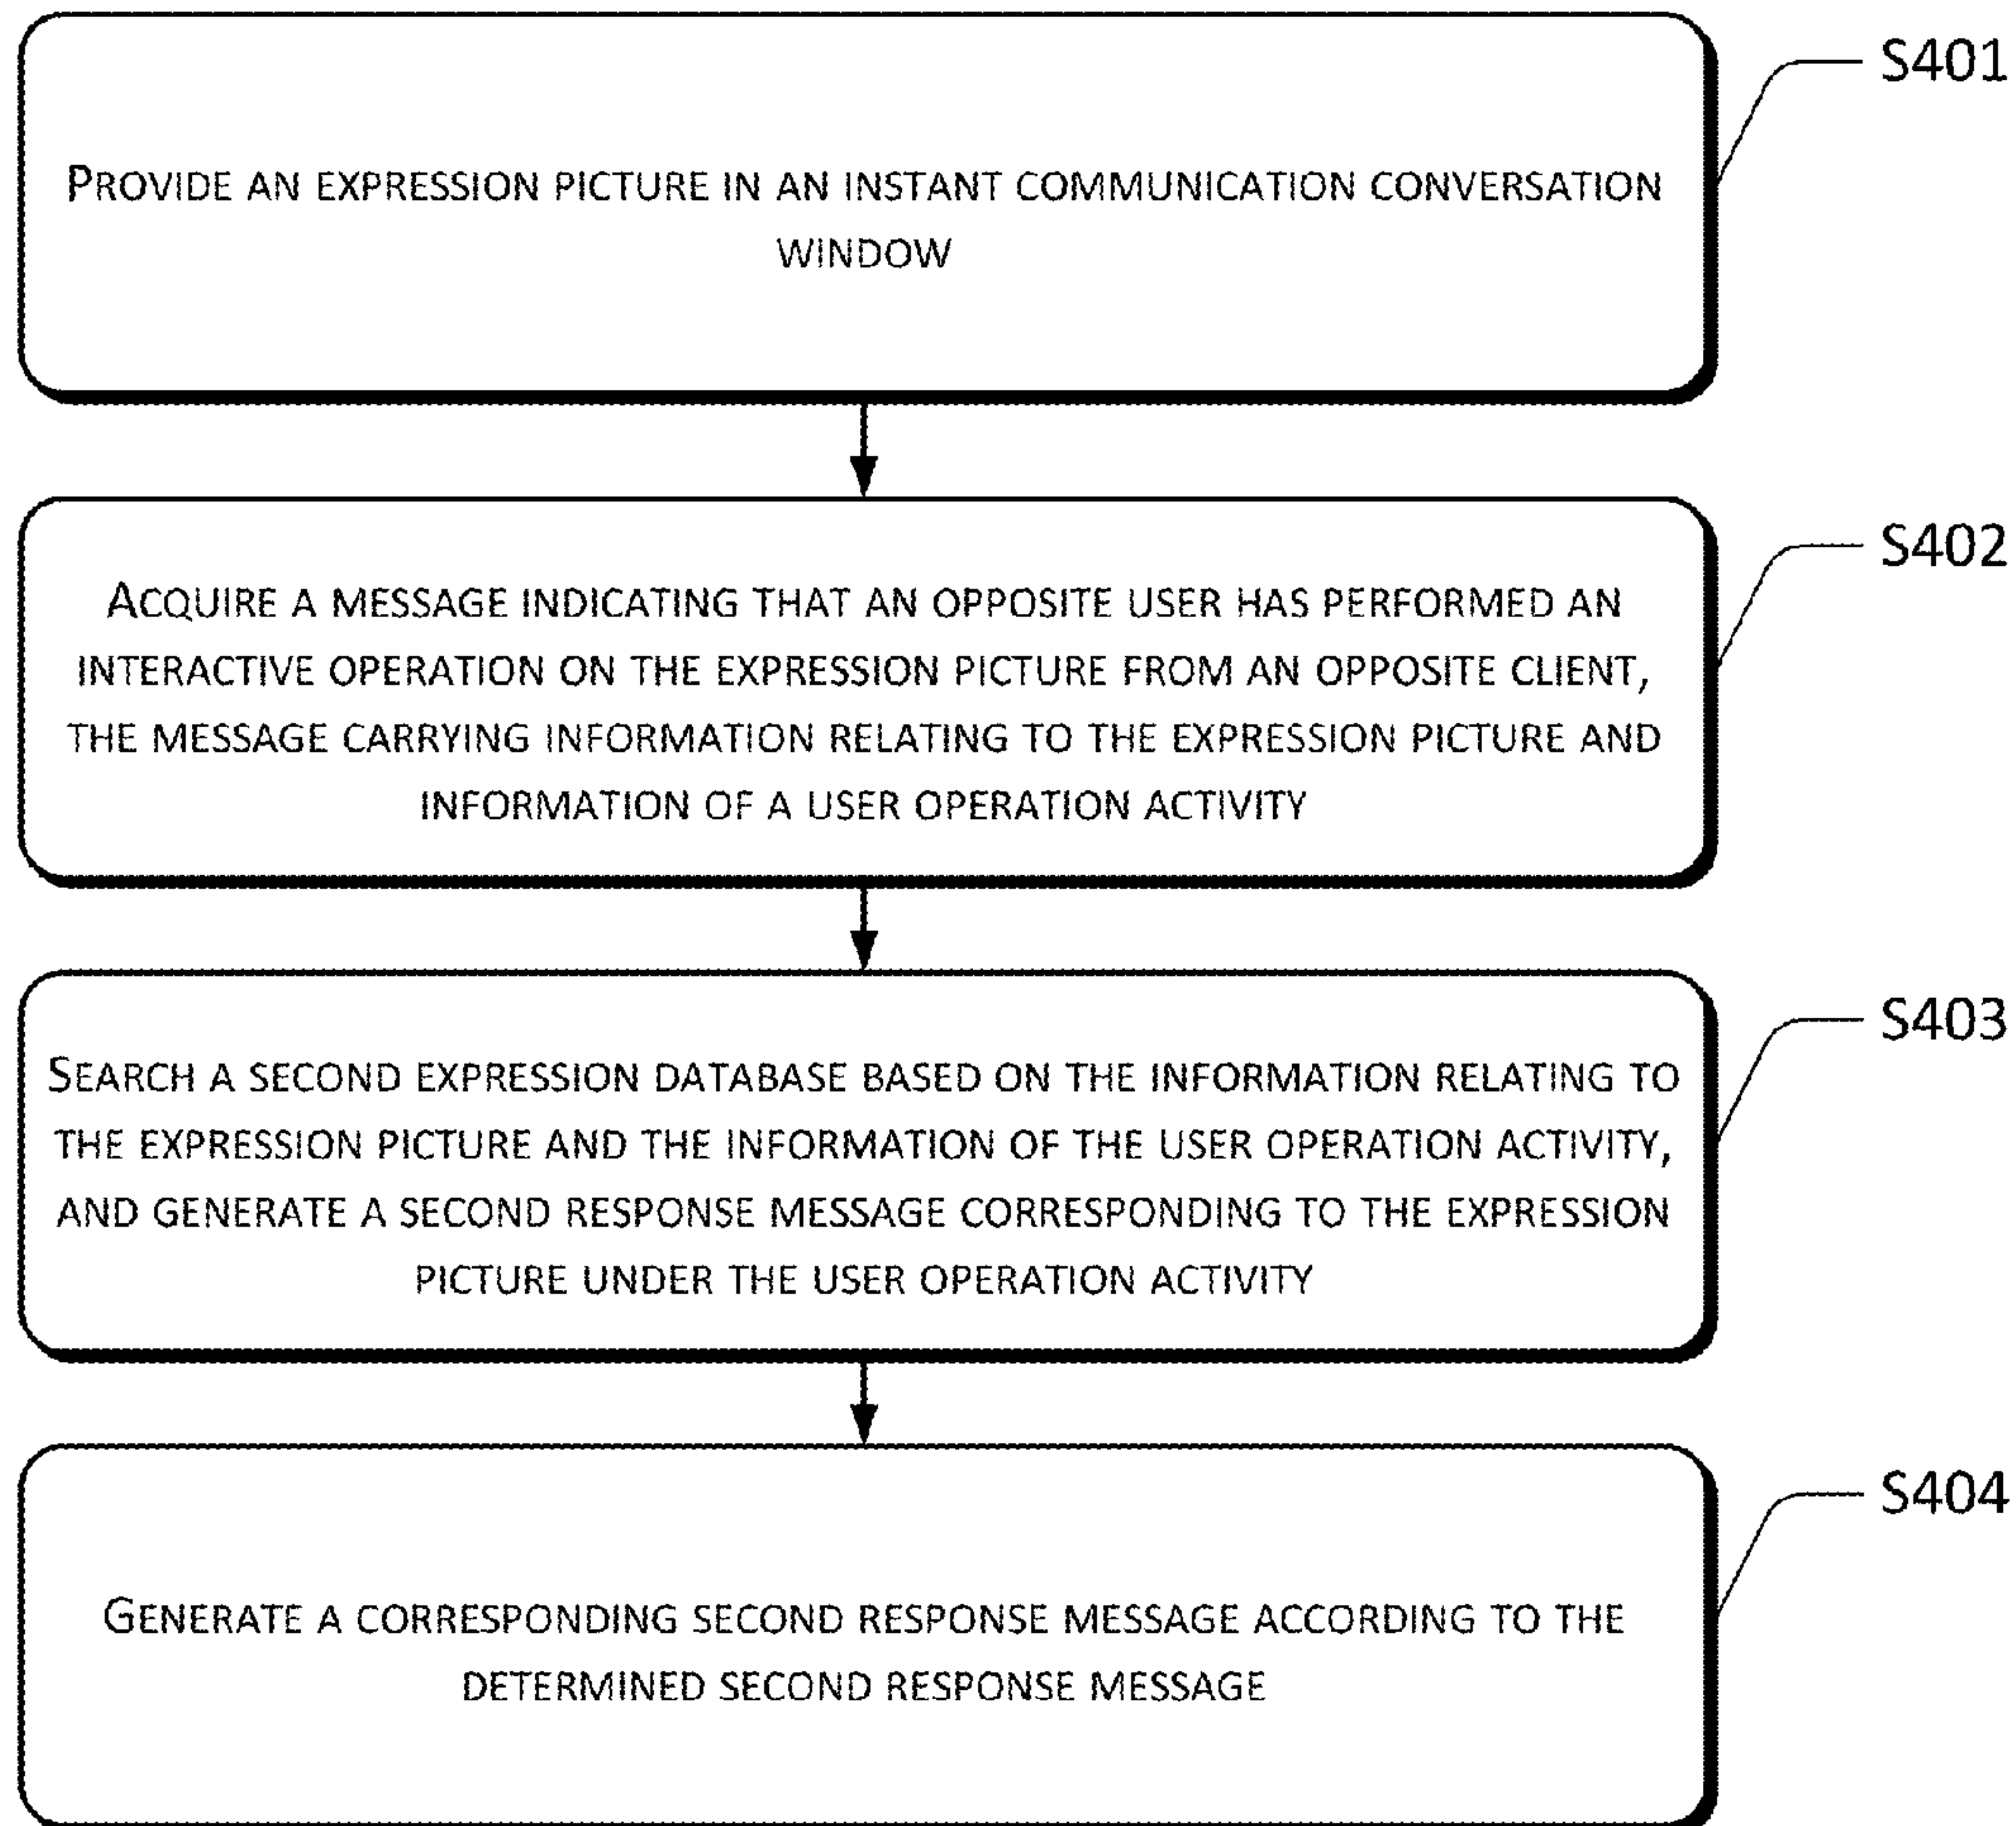 PROVIDE AN EXPRESSION PICTURE IN AN INSTANT COMMUNICATION CONVERSATION
WINDOW
S401
ACQUIRE A MESSAGE INDICATING THAT AN OPPOSITE USER HAS PERFORMED AN
INTERACTIVE OPERATION ON THE EXPRESSION PICTURE FROM AN OPPOSITE CLIENT,
THE MESSAGE CARRYING INFORMATION RELATING TO THE EXPRESSION PICTURE AND
INFORMATION OF A USER OPERATION ACTIVITY
S402
SEARCH A SECOND EXPRESSION DATABASE BASED ON THE INFORMATION RELATING TO
THE EXPRESSION PICTURE AND THE INFORMATION OF THE USER OPERATION ACTIVITY,
AND GENERATE A SECOND RESPONSE MESSAGE CORRESPONDING TO THE EXPRESSION
PICTURE UNDER THE USER OPERATION ACTIVITY
S403
GENERATE A CORRESPONDING SECOND RESPONSE MESSAGE ACCORDING TO THE
DETERMINED SECOND RESPONSE MESSAGE
S404